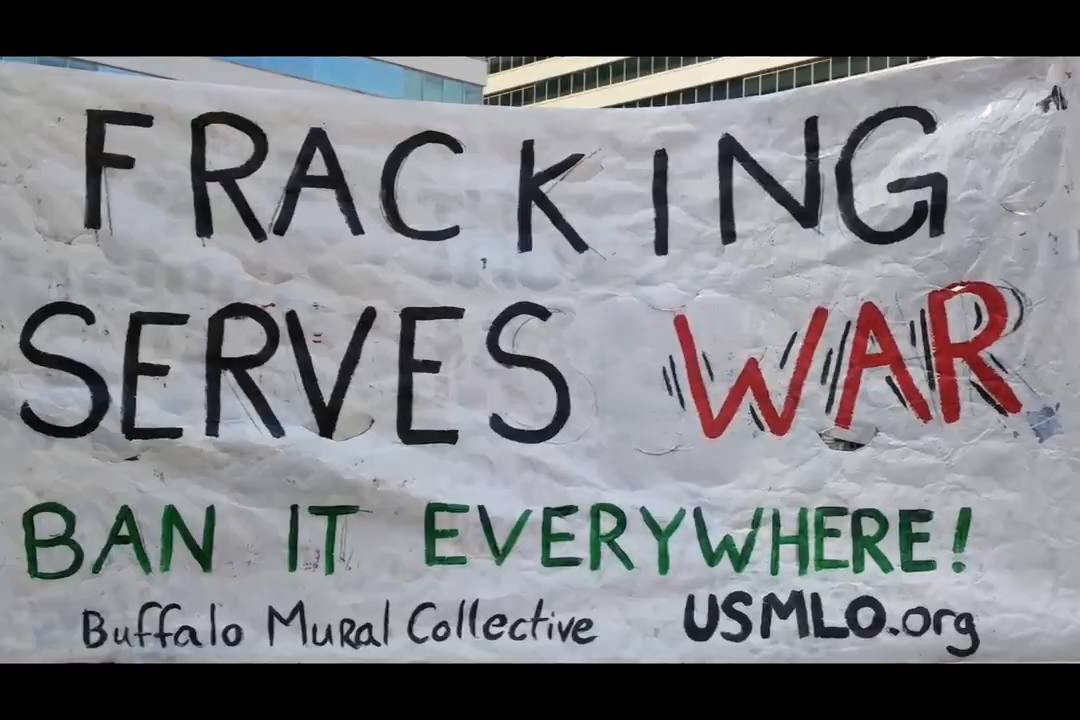 FRACKING
SERVES WAR
BAN IT EVERYWHERE!
Buffalo Mural Collective USMLO.org